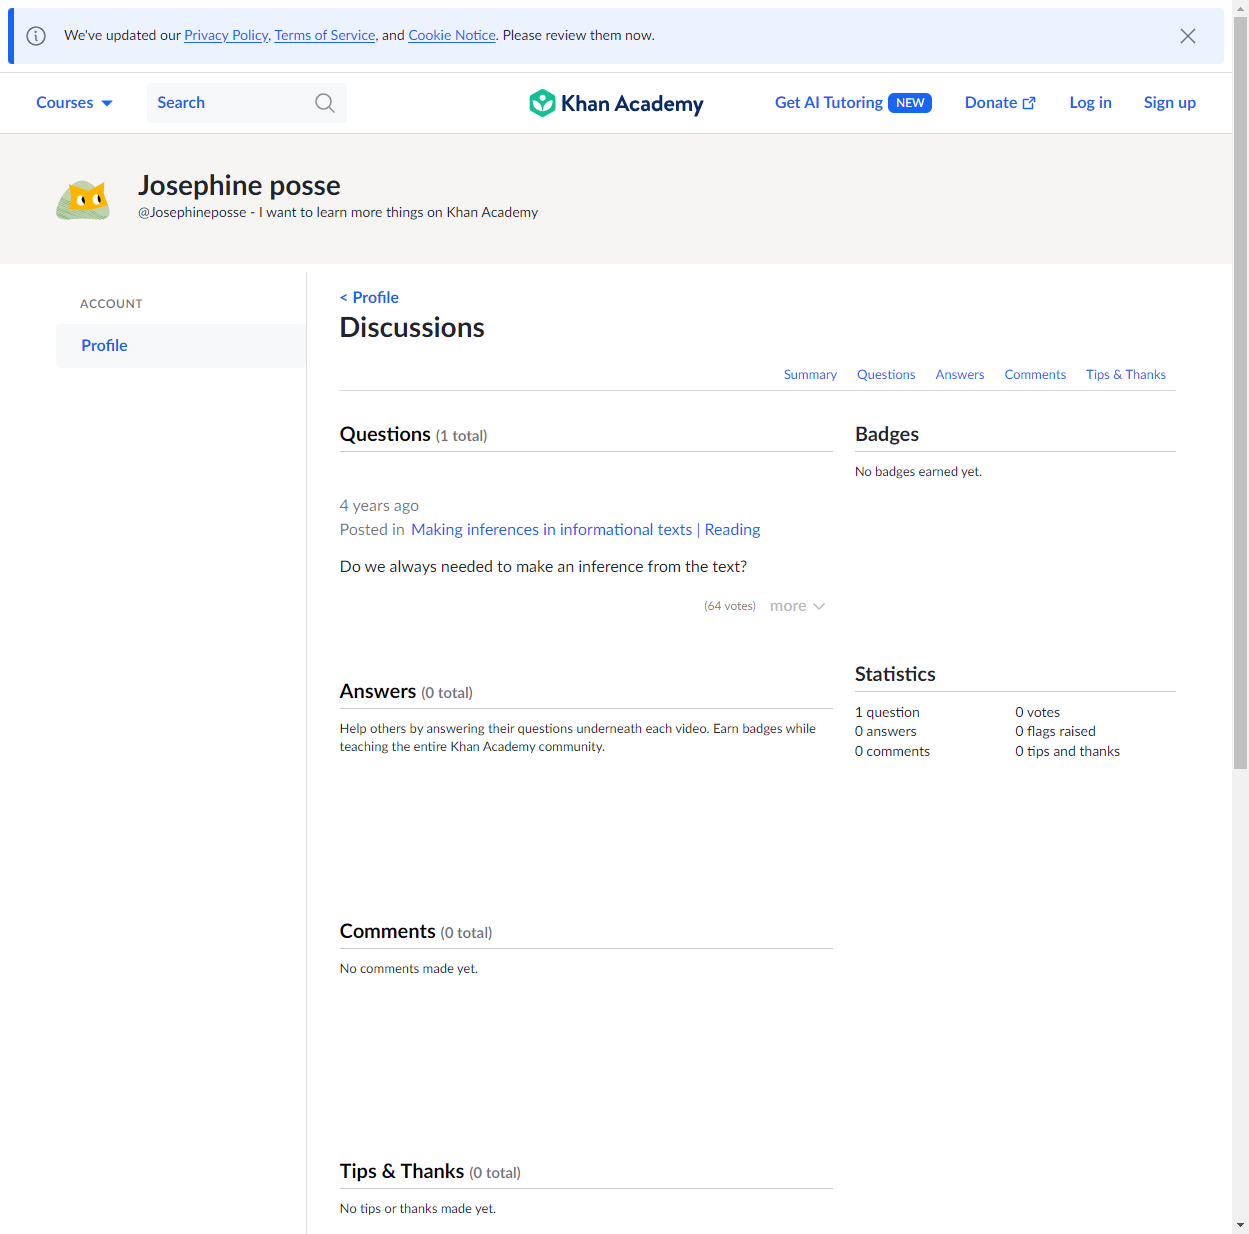 We've updated our Privacy Policy, Terms of Service, and Cookie Notice. Please review them now.
Courses
Search
Khan Academy
Get AI Tutoring NEW
Donate
Log in
Sign up
Josephine posse
@Josephineposse - I want to learn more things on Khan Academy
ACCOUNT
Profile
< Profile
Discussions
Summary
Questions
Answers
Comments
Tips & Thanks
Questions (1 total)
4 years ago
Posted in Making inferences in informational texts | Reading
Do we always needed to make an inference from the text?
(64 votes) more
Answers (0 total)
Help others by answering their questions underneath each video. Earn badges while
teaching the entire Khan Academy community.
Comments (0 total)
No comments made yet.
Tips & Thanks (0 total)
No tips or thanks made yet.
Badges
No badges earned yet.
Statistics
1 question
0 answers
0 comments
0 votes
0 flags raised
0 tips and thanks